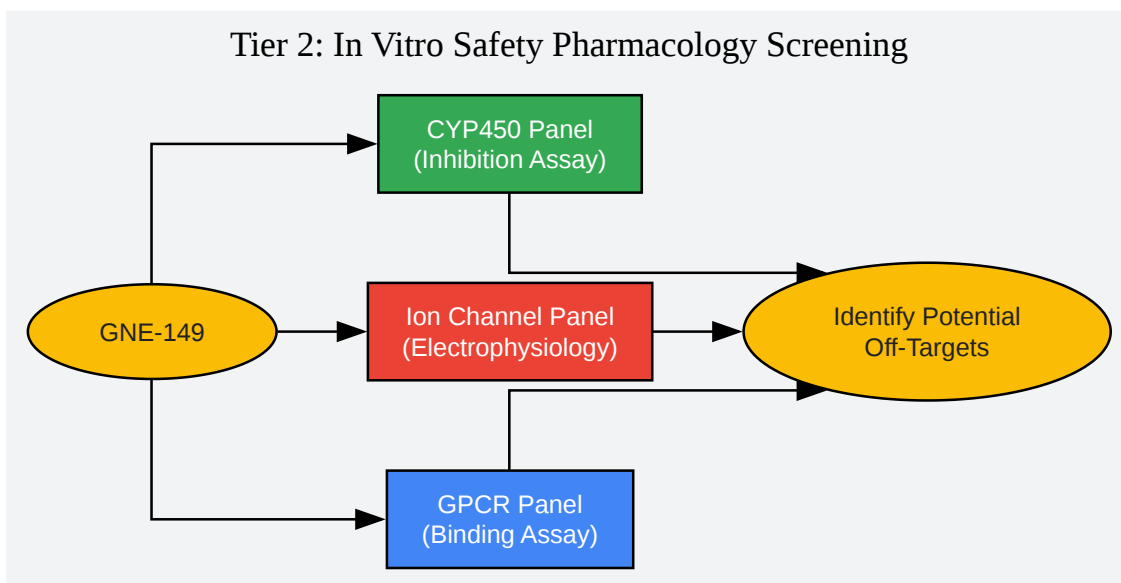 Tier 2: In Vitro Safety Pharmacology Screening
CYP450 Panel
(Inhibition Assay)
GNE-149
Ion Channel Panel
(Electrophysiology)
Identify Potential
Off-Targets
GPCR Panel
(Binding Assay)